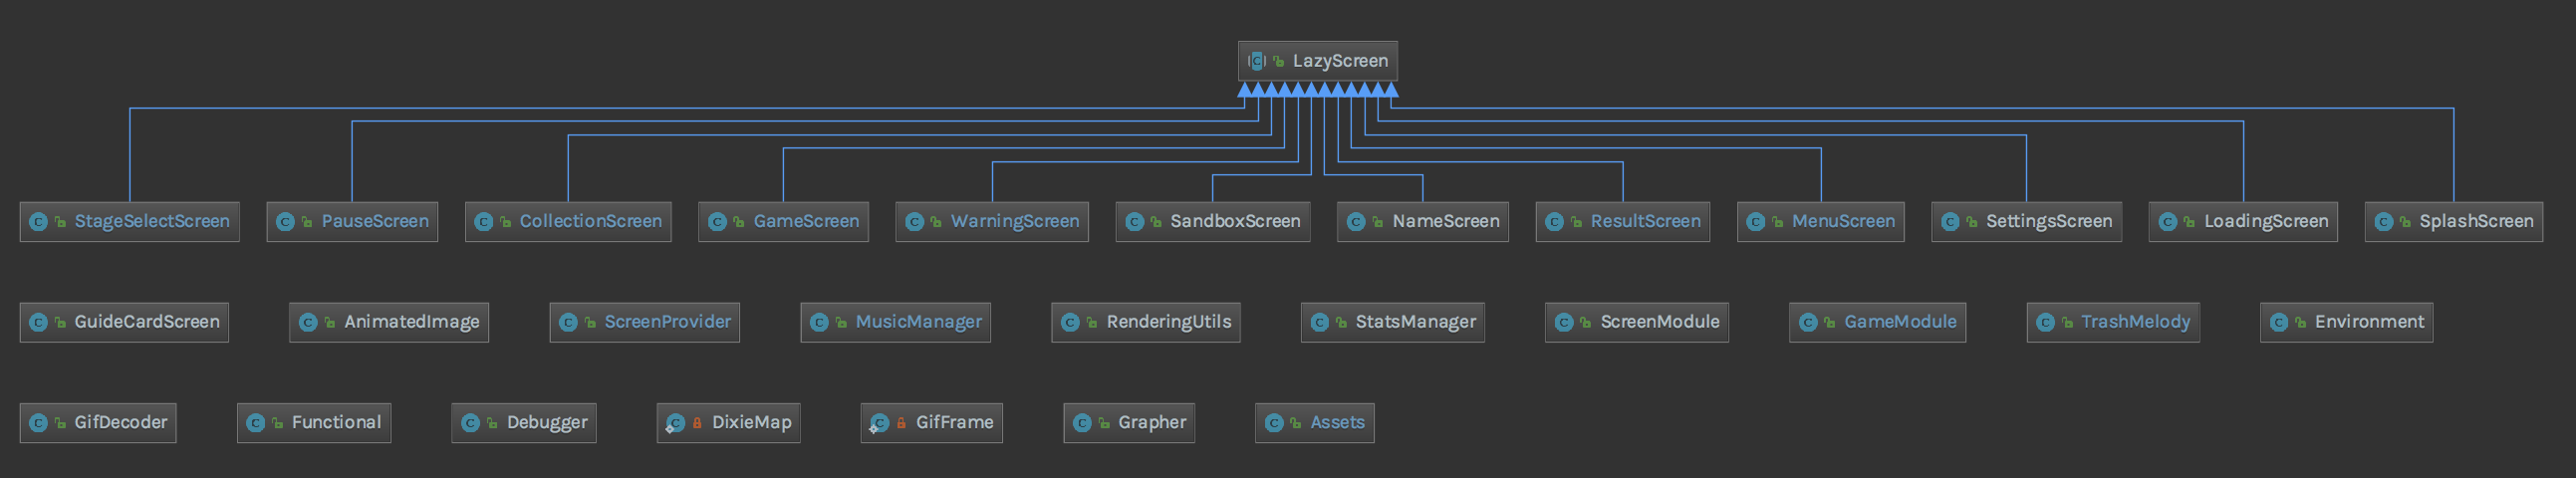 LazyScreen
StageSelectScreen PauseScreen CollectionScreen GameScreen WarningScreen SandboxScreen NameScreen ResultScreen MenuScreen SettingsScreen LoadingScreen SplashScreen
GuideCardScreen AnimatedImage ScreenProvider MusicManager RenderingUtils StatsManager ScreenModule GameModule TrashMelody Environment
GifDecoder Functional Debugger DixieMap GifFrame Grapher Assets